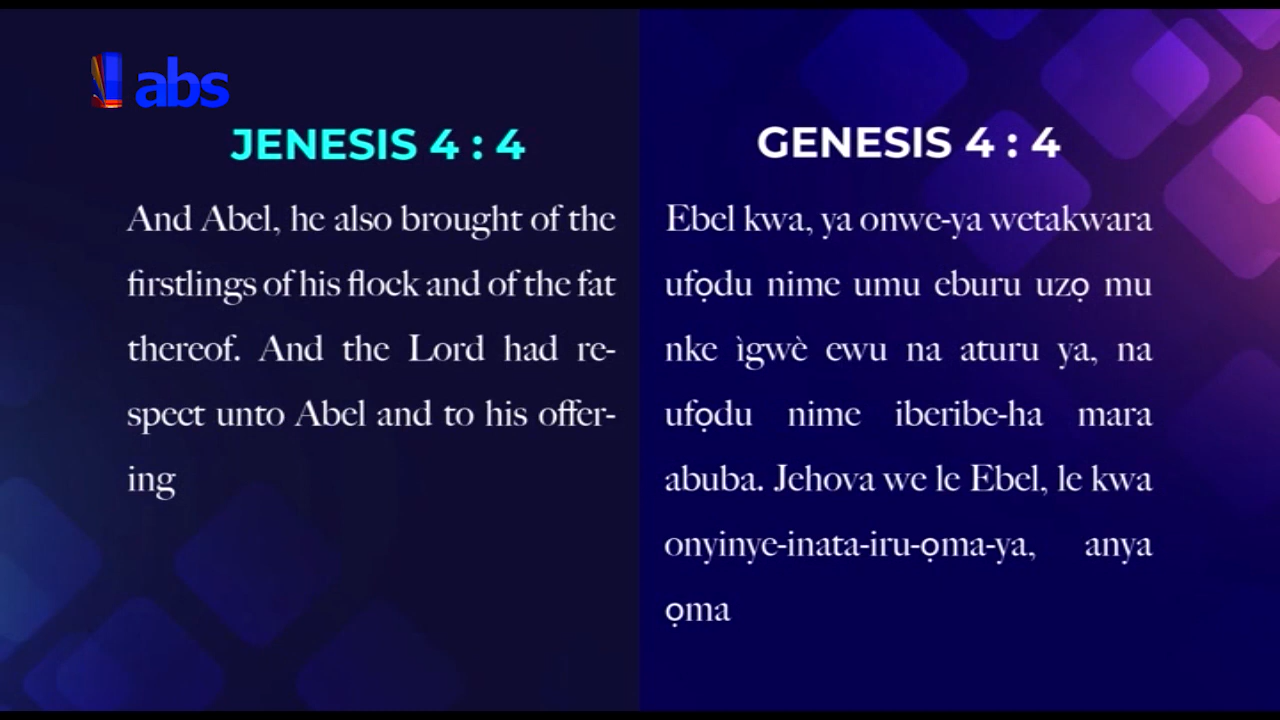 abs
JENESIS 4 : 4
And Abel, he also brought of the
firstlings of his flock and of the fat
thereof. And the Lord had re-
spect unto Abel and to his offer-
ing
GENESIS 4 : 4
Ebel kwa, ya onwe-ya wetakwara
ufọdu nime umu eburu uzọ mu
nke ìgwè ewu na aturu ya, na
ufọdu nime iberibe-ha mara
abuba. Jehova we le Ebel, le kwa
onyinye-inata-iru-ọma-ya, anya
ọma